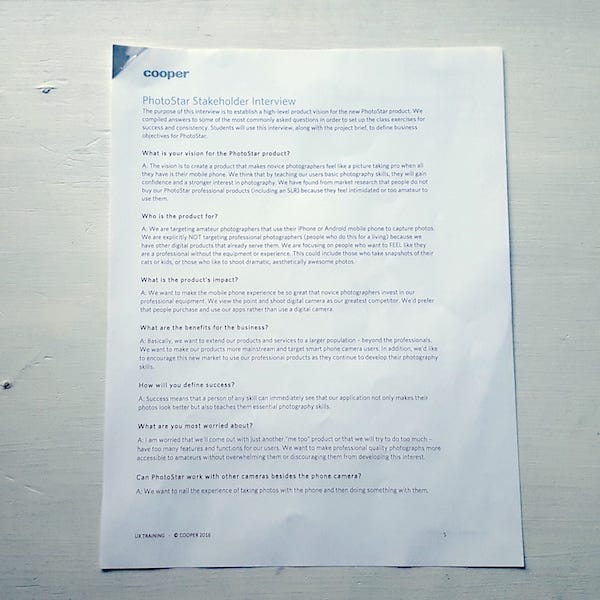 cooper
PhotoStar Stakeholder Interview
The purpose of this interview is to establish a high-level product vision for the new PhotoStar product. We
compiled answers to some of the most commonly asked questions in order to set up the class exercises for
success and consistency. Students will use this interview, along with the project brief, to define business
objectives for PhotoStar.
What is your vision for the PhotoStar product?
A: The vision is to create a product that makes novice photographers feel like a picture taking pro when all
they have is their mobile phone. We think that by teaching our users basic photography skills, they will gain
confidence and a stronger interest in photography. We have found from market research that people do not
buy our PhotoStar professional products (including an SLR) because they feel intimidated or too amateur to
use them.
Who is the product for?
A: We are targeting amateur photographers that use their iPhone or Android mobile phone to capture photos.
We are explicitly NOT targeting professional photographers (people who do this for a living) because we
have other digital products that already serve them. We are focusing on people who want to FEEL like they
are a professional without the equipment or experience. This could include those who take snapshots of their
cats or kids, or those who like to shoot dramatic, aesthetically awesome photos.
What is the product's impact?
A: We want to make the mobile phone experience be so great that novice photographers invest in our
professional equipment. We view the point and shoot digital camera as our greatest competitor. We'd prefer
that people purchase and use our apps rather than use a digital camera.
What are the benefits for the business?
A: Basically, we want to extend our products and services to a larger population - beyond the professionals.
We want to make our products more mainstream and target smart phone camera users. In addition, we'd like
to encourage this new market to use our professional products as they continue to develop their photography
skills.
How will you define success?
A: Success means that a person of any skill can immediately see that our application not only makes their
photos look better but also teaches them essential photography skills.
What are you most worried about?
A: I am worried that we'll come out with just another "me too" product or that we will try to do too much -
have too many features and functions for our users. We want to make professional quality photographs more
accessible to amateurs without overwhelming them or discouraging them from developing this interest.
Can PhotoStar work with other cameras besides the phone camera?
A: We want to nail the experience of taking photos with the phone and then doing something with them.
UX TRAINING · © COOPER 2016 5